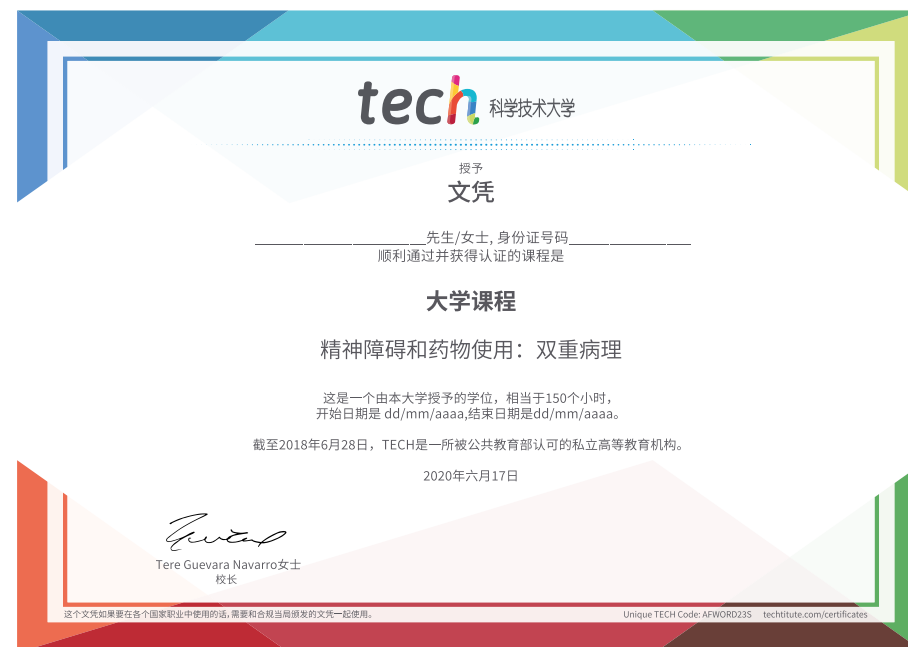 tech 科学技术大学
授予
文凭
先生/女士, 身份证号码
顺利通过并获得认证的课程是
大学课程
精神障碍和药物使用：双重病理
这是一个由本大学授予的学位，相当于150个小时，
开始日期是 dd/mm/aaaa,结束日期是dd/mm/aaaa。
截至2018年6月28日，TECH是一所被公共教育部认可的私立高等教育机构。
2020年六月17日
Tere Guevara Navarro女士
校长
这个文凭如果要在各个国家职业中使用的话,需要和合规当局颁发的文凭一起使用。
Unique TECH Code: AFWORD23S techtitute.com/certificates